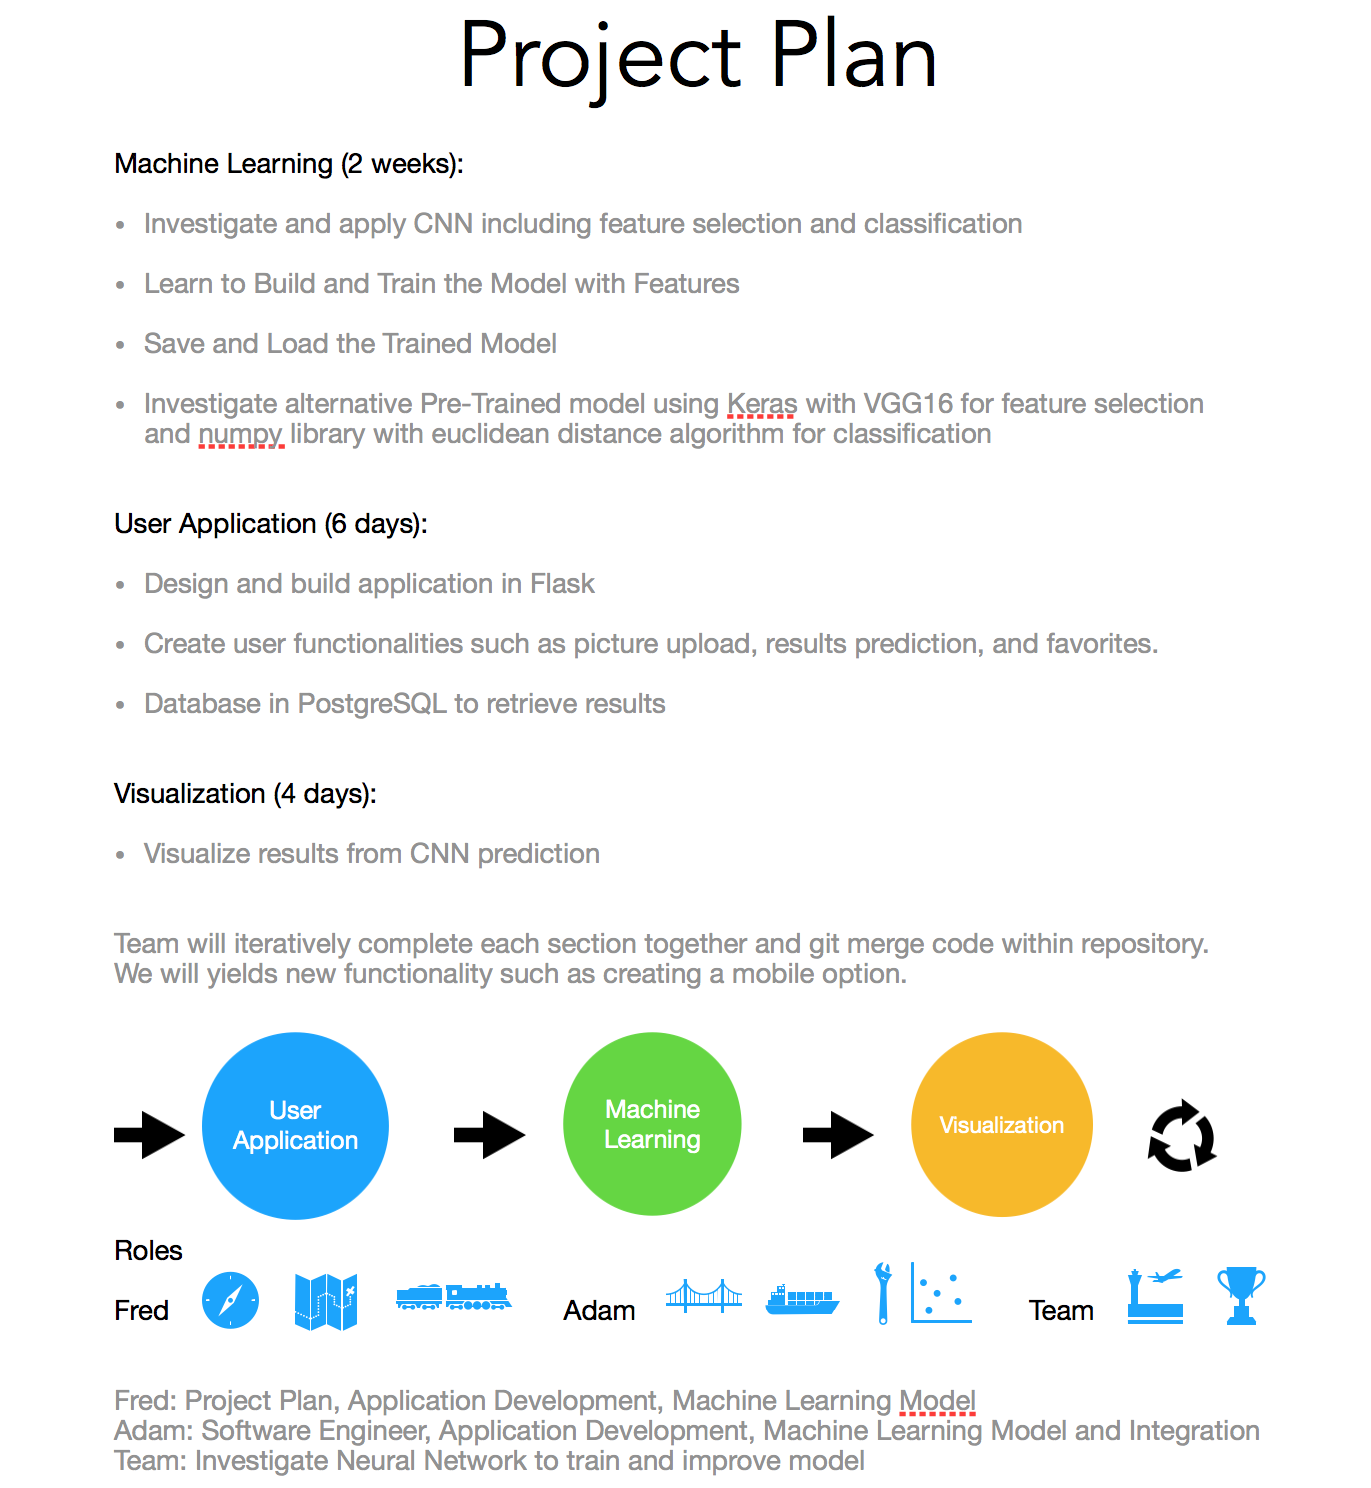 Project Plan
Machine Learning (2 weeks):
• Investigate and apply CNN including feature selection and classification
• Learn to Build and Train the Model with Features
• Save and Load the Trained Model
• Investigate alternative Pre-Trained model using Keras with VGG16 for feature selection
and numpy library with euclidean distance algorithm for classification
User Application (6 days):
• Design and build application in Flask
• Create user functionalities such as picture upload, results prediction, and favorites.
• Database in PostgreSQL to retrieve results
Visualization (4 days):
• Visualize results from CNN prediction
Team will iteratively complete each section together and git merge code within repository.
We will yields new functionality such as creating a mobile option.
User
Application
Machine
Learning
Visualization
Roles
Fred
Adam
Team
Fred: Project Plan, Application Development, Machine Learning Model
Adam: Software Engineer, Application Development, Machine Learning Model and Integration
Team: Investigate Neural Network to train and improve model